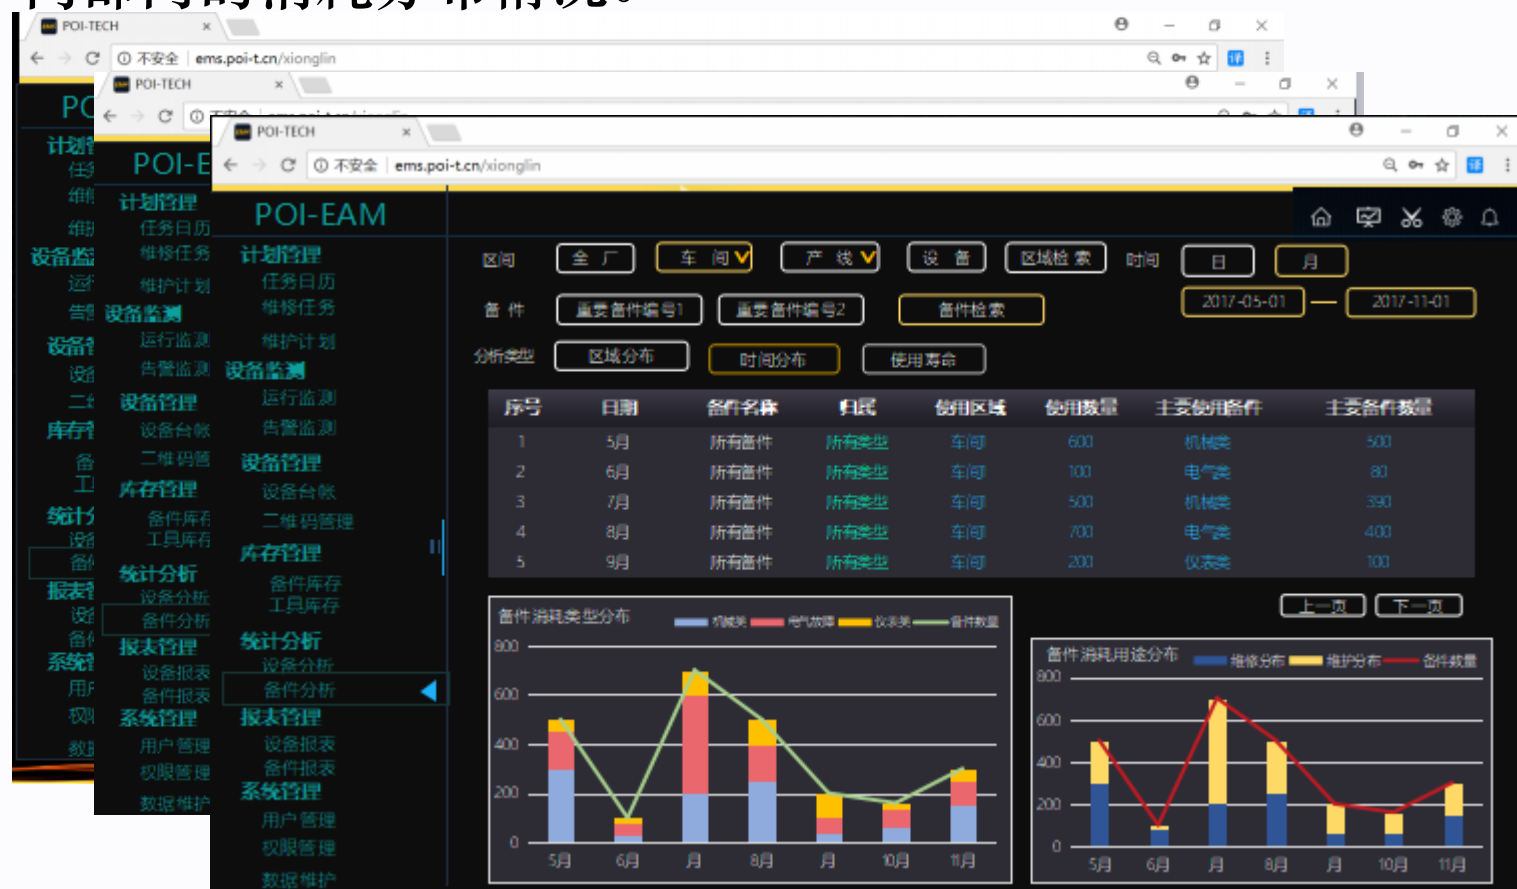 POI-TECH
不安全 ems.poi-t.cn/xionglin
POI-TECH
POI-TECH
不安全 ems.poi-t.cn/xionglin
POI-EAM
计划管理
任务日历
维修任务
维护计划
设备监测
运行监测
告警监测
设备管理
设备台帐
二维码管理
库存管理
备件库存
工具库存
统计分析
设备分析
备件分析
报表管理
设备报表
备件报表
系统管理
用户管理
权限管理
数据维护
区间 全厂 车间 产线 设备 区域检索 时间 日 月
备件 重要备件编号1 重要备件编号2 备件检索 2017-05-01 — 2017-11-01
分析类型 区域分布 时间分布 使用寿命
序号 日期 备件名称 归属 使用区域 使用数量 主要使用备件 主要备件数量
1 5月 所有备件 所有类型 车间 600 机械类 500
2 6月 所有备件 所有类型 车间 100 电气类 80
3 7月 所有备件 所有类型 车间 500 机械类 390
4 8月 所有备件 所有类型 车间 700 电气类 400
5 9月 所有备件 所有类型 车间 200 仪表类 100
上一页 下一页
备件消耗类型分布 机械类 电气故障 仪表类 备件数量
800
600
400
200
0
5月 6月 月 8月 月 10月 11月
备件消耗用途分布 维修分布 维护分布 备件数量
800
600
400
200
0
5月 6月 月 8月 月 10月 11月